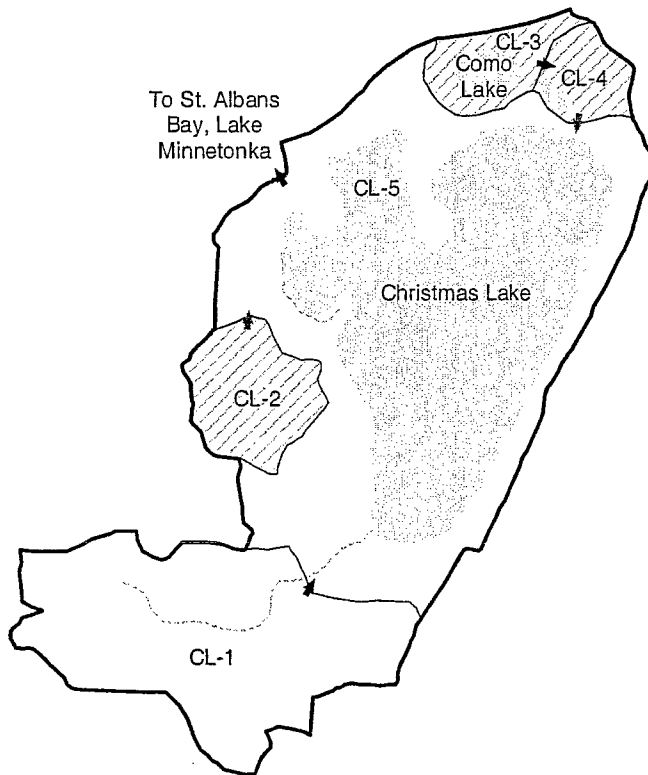 CL-3
Como
Lake
CL-4
To St. Albans
Bay, Lake
Minnetonka
CL-5
Christmas Lake
CL-2
CL-1